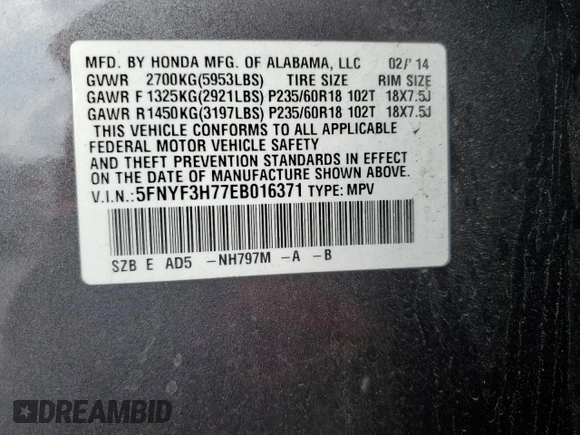 MFD. BY HONDA MFG. OF ALABAMA, LLC 02/'14
GVWR 2700KG(5953LBS) TIRE SIZE RIM SIZE
GAWR F 1325KG(2921LBS) P235/60R18 102T 18X7.5J
GAWR R1450KG(3197LBS) P235/60R18 102T 18X7.5J
THIS VEHICLE CONFORMS TO ALL APPLICABLE
FEDERAL MOTOR VEHICLE SAFETY
AND THEFT PREVENTION STANDARDS IN EFFECT
ON THE DATE OF MANUFACTURE SHOWN ABOVE.
V.I.N.:5FNYF3H77EB016371 TYPE: MPV
SZB E AD5 -NH797M -A -B
DREAMBID